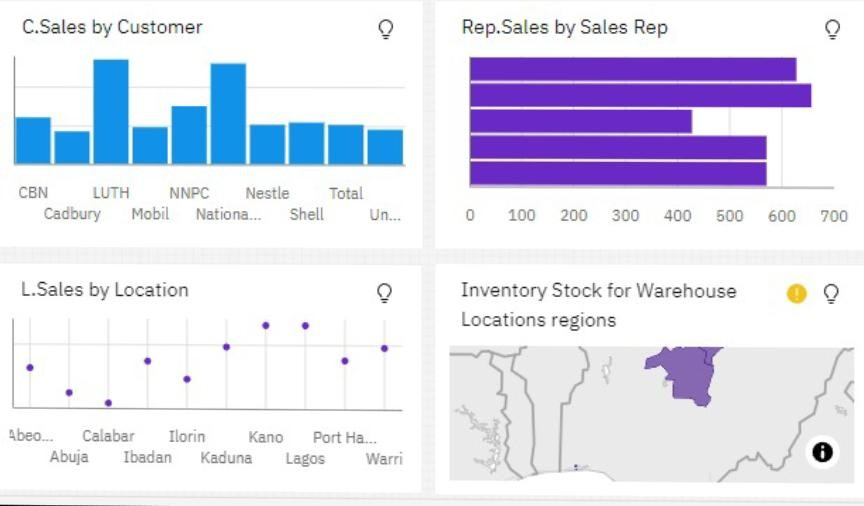 C.Sales by Customer
CBN LUTH NNPC Nestle Total
Cadbury Mobil Nationa... Shell Un...
Rep.Sales by Sales Rep
0 100 200 300 400 500 600 700
L.Sales by Location
Abeo... Calabar Ilorin Kano Port Ha...
Abuja Ibadan Kaduna Lagos Warri
Inventory Stock for Warehouse
Locations regions